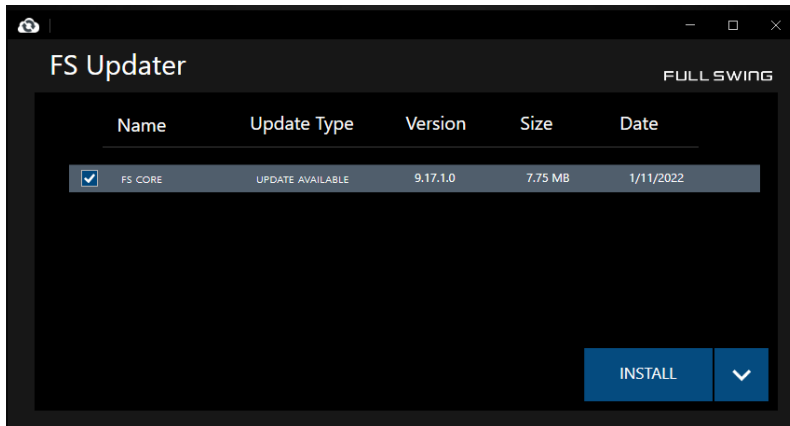 FS Updater
FULL SWING
Name Update Type Version Size Date
FS CORE UPDATE AVAILABLE 9.17.1.0 7.75 MB 1/11/2022
INSTALL